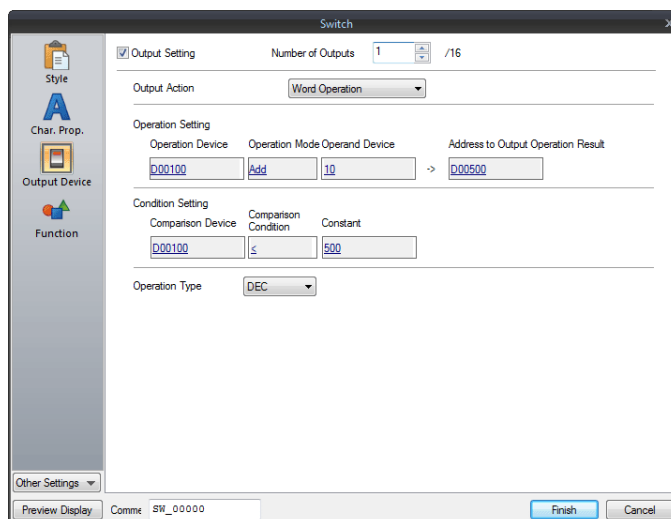 Switch
Output Setting Number of Outputs 1 /16
Style
Output Action Word Operation
Char. Prop.
Operation Setting
Operation Device Operation Mode Operand Device Address to Output Operation Result
D00100 Add 10 -> D00500
Output Device
Condition Setting
Comparison Device Comparison Condition Constant
Function
D00100 < 500
Operation Type DEC
Other Settings
Preview Display Comme SW_00000 Finish Cancel